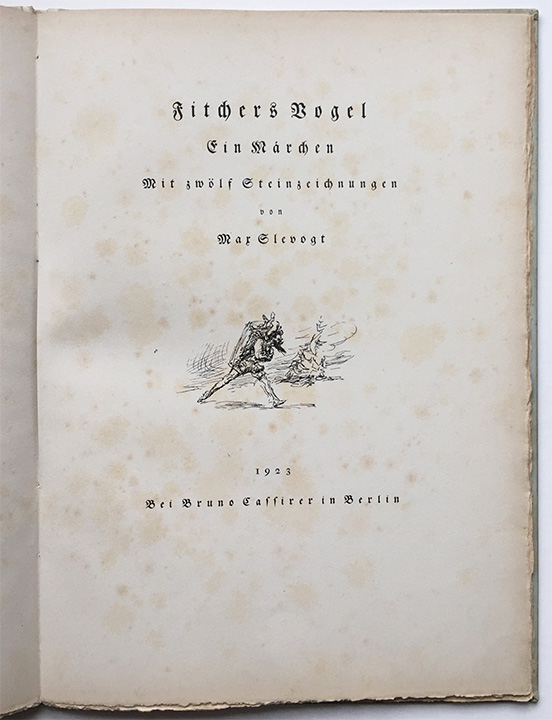 Fitchers Vogel
Ein Märchen
Mit zwölf Steinzeichnungen
von
Max Slevogt
1923
Bei Bruno Cassirer in Berlin